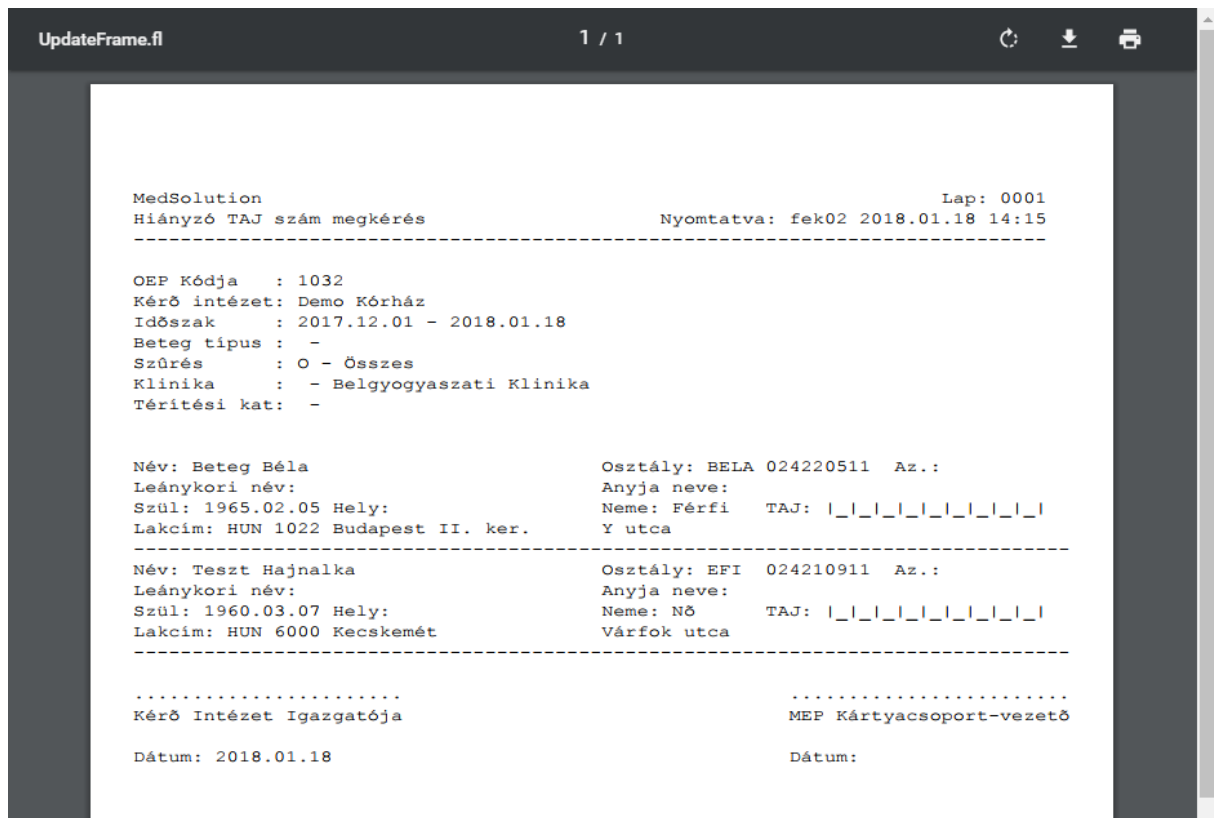 UpdateFrame.fl 1 / 1
MedSolution Lap: 0001
Hiányzó TAJ szám megkérés Nyomtatva: fek02 2018.01.18 14:15
------------------------------------------------------------------------------
OEP Kódja : 1032
Kérõ intézet: Demo Kórház
Idõszak : 2017.12.01 - 2018.01.18
Beteg típus : -
Szûrés : O - Összes
Klinika : - Belgyogyaszati Klinika
Térítési kat: -
Név: Beteg Béla Osztály: BELA 024220511 Az.:
Leánykori név: Anyja neve:
Szül: 1965.02.05 Hely: Neme: Férfi TAJ: |_|_|_|_|_|_|_|_|_|
Lakcím: HUN 1022 Budapest II. ker. Y utca
--------------------------------------------------------------------------------
Név: Teszt Hajnalka Osztály: EFI 024210911 Az.:
Leánykori név: Anyja neve:
Szül: 1960.03.07 Hely: Neme: Nõ TAJ: |_|_|_|_|_|_|_|_|_|
Lakcím: HUN 6000 Kecskemét Várfok utca
--------------------------------------------------------------------------------
....................... ........................
Kérõ Intézet Igazgatója MEP Kártyacsoport-vezetõ
Dátum: 2018.01.18 Dátum: